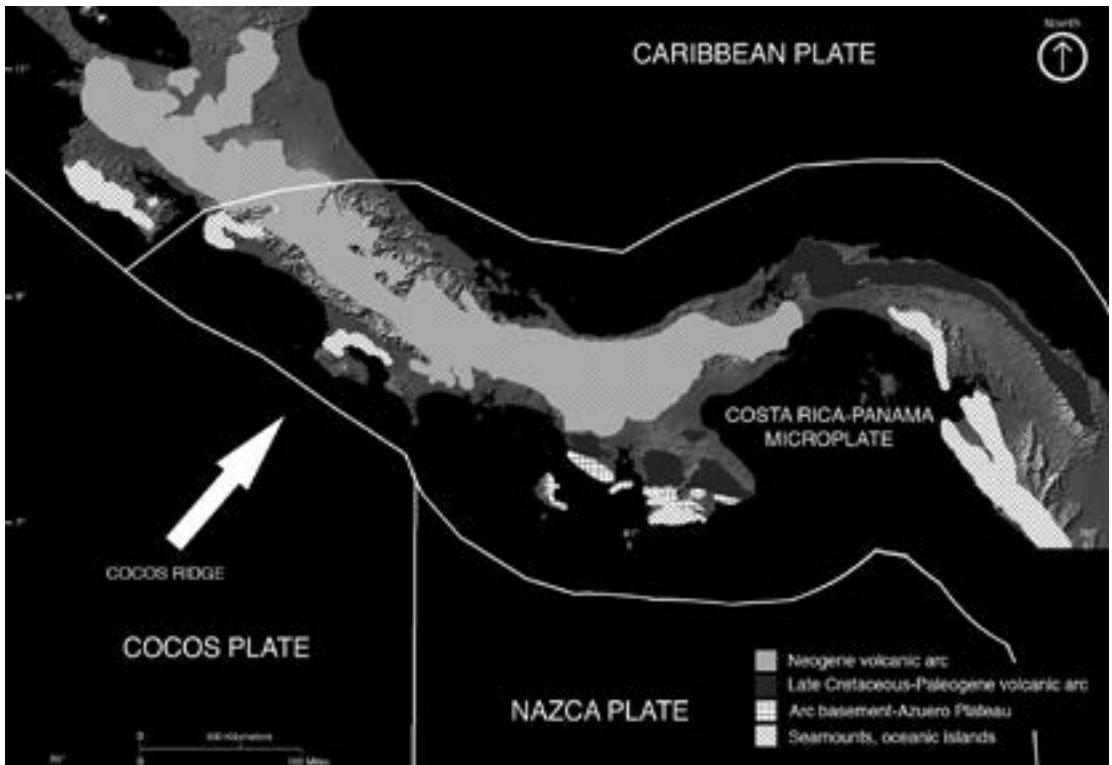 North
CARIBBEAN PLATE
COSTA RICA-PANAMA
MICROPLATE
COCOS RIDGE
COCOS PLATE
NAZCA PLATE
Neogene volcanic arc
Late Cretaceous-Paleogene volcanic arc
Arc basement-Azuero Plateau
Seamounts, oceanic islands